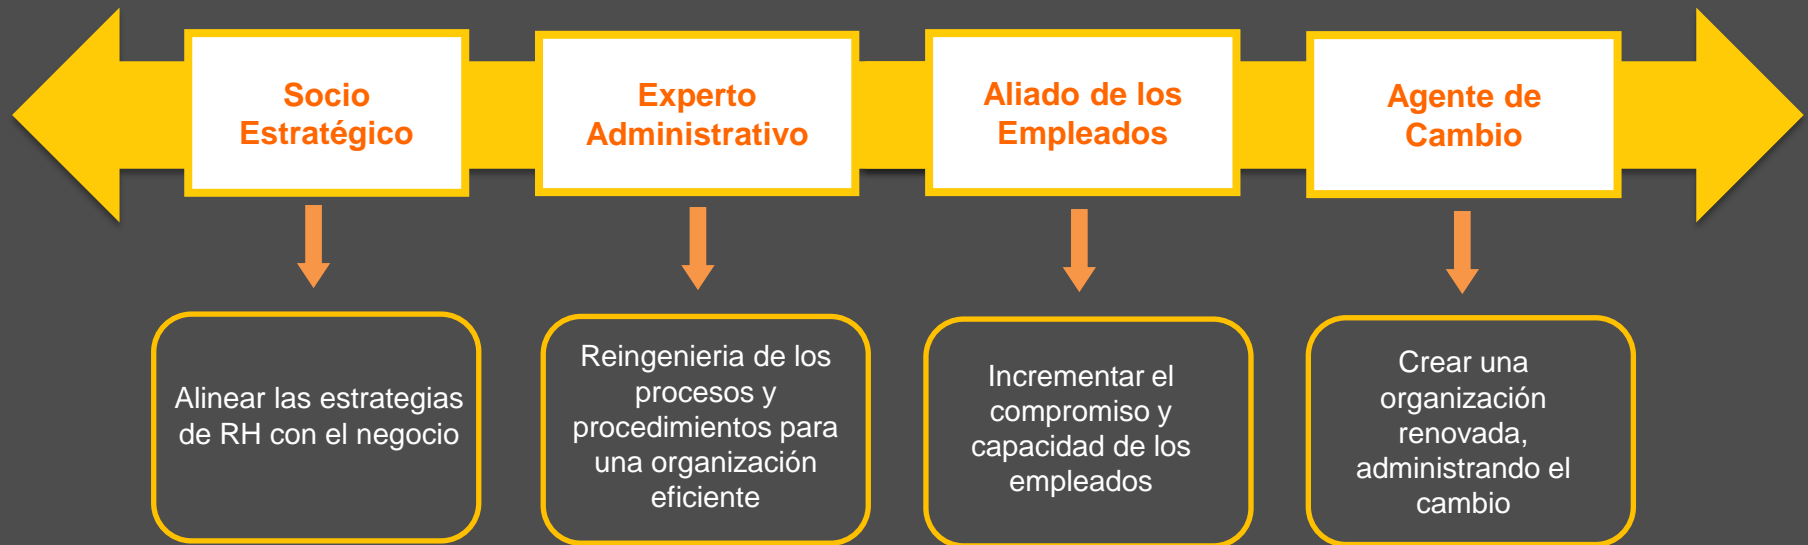 Socio
Estratégico
Experto
Administrativo
Aliado de los
Empleados
Agente de
Cambio
Alinear las estrategias
de RH con el negocio
Reingenieria de los
procesos y
procedimientos para
una organización
eficiente
Incrementar el
compromiso y
capacidad de los
empleados
Crear una
organización
renovada,
administrando el
cambio